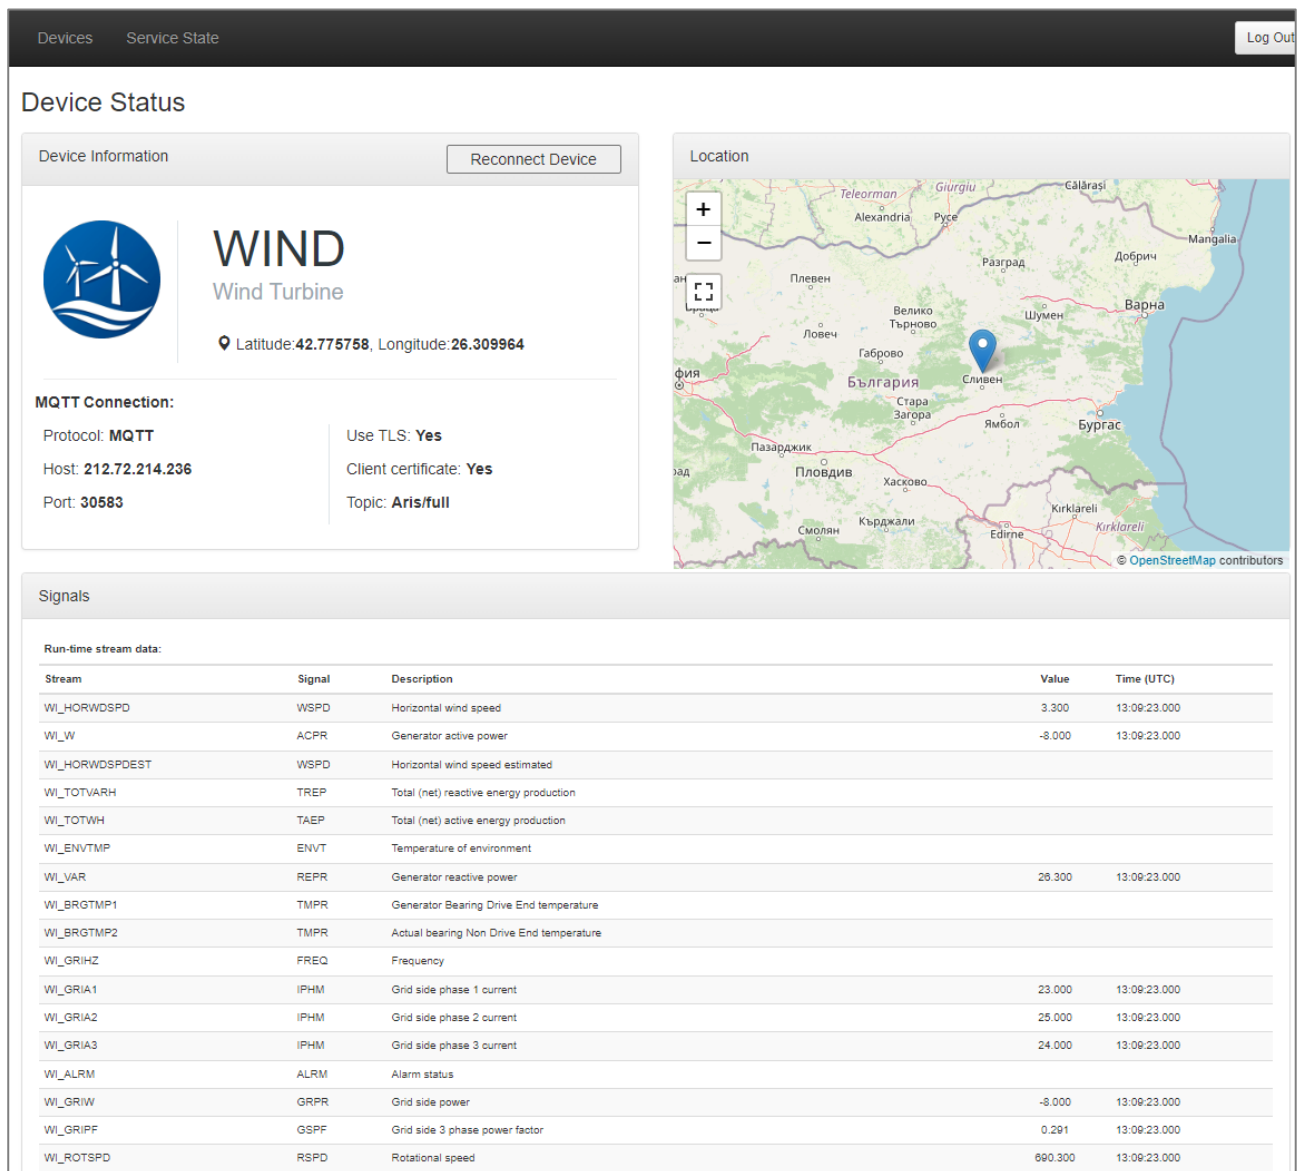 Devices Service State Log Out
Device Status
Device Information Reconnect Device
WIND
Wind Turbine
Latitude:42.775758, Longitude:26.309964
MQTT Connection:
Protocol: MQTT Use TLS: Yes
Host: 212.72.214.236 Client certificate: Yes
Port: 30583 Topic: Aris/full
Location
+
−
Teleorman
Giurgiu
Călărași
Alexandria
Русе
Mangalia
Разград
Добрич
Плевен
Враца
Варна
Шумен
Велико
Търново
Ловеч
Габрово
фия
България
Сливен
Стара
Загора
Ямбол
Бургас
Пазарджик
Пловдив
Хасково
Kırklareli
Kırklareli
Кърджали
Смолян
Edirne
© OpenStreetMap contributors
Signals
Run-time stream data:
Stream Signal Description Value Time (UTC)
WI_HORWDSPD WSPD Horizontal wind speed 3.300 13:09:23.000
WI_W ACPR Generator active power -8.000 13:09:23.000
WI_HORWDSPDEST WSPD Horizontal wind speed estimated
WI_TOTVARH TREP Total (net) reactive energy production
WI_TOTWH TAEP Total (net) active energy production
WI_ENVTMP ENVT Temperature of environment
WI_VAR REPR Generator reactive power 26.300 13:09:23.000
WI_BRGTMP1 TMPR Generator Bearing Drive End temperature
WI_BRGTMP2 TMPR Actual bearing Non Drive End temperature
WI_GRIHZ FREQ Frequency
WI_GRIA1 IPHM Grid side phase 1 current 23.000 13:09:23.000
WI_GRIA2 IPHM Grid side phase 2 current 25.000 13:09:23.000
WI_GRIA3 IPHM Grid side phase 3 current 24.000 13:09:23.000
WI_ALRM ALRM Alarm status
WI_GRIW GRPR Grid side power -8.000 13:09:23.000
WI_GRIPF GSPF Grid side 3 phase power factor 0.291 13:09:23.000
WI_ROTSPD RSPD Rotational speed 690.300 13:09:23.000